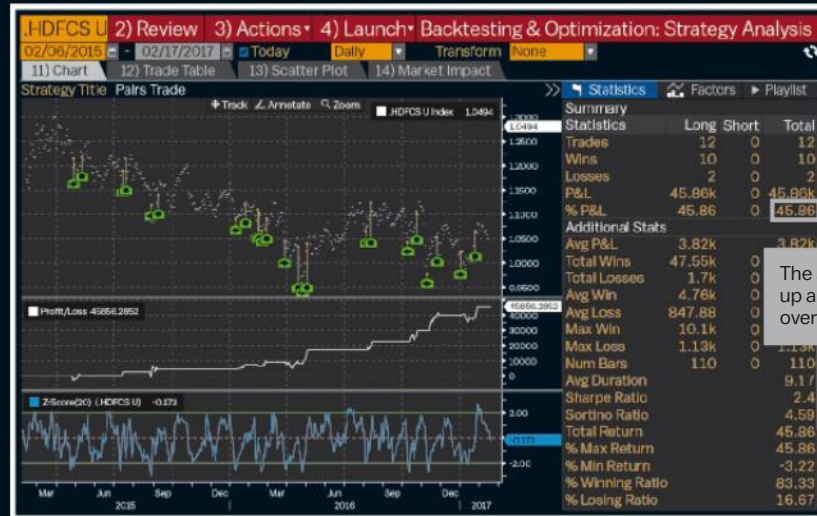 .HDFCS U 2) Review 3) Actions 4) Launch Backtesting & Optimization: Strategy Analysis
02/06/2015 - 02/17/2017 Today Daily Transform None
11) Chart 12) Trade Table 13) Scatter Plot 14) Market Impact
Strategy Title Pairs Trade
Track Annotate Zoom
.HDFCS U Index 1.0494
1.3000
1.0494
1.2500
1.2000
1.1500
1.1000
1.0500
1.0000
0.9500
Profit/Loss 45856.2852
45856.2852
40000
30000
20000
10000
0
Z-Score(20) (.HDFCS U) -0.173
2.00
-0.173
-2.00
Mar Jun Sep Dec Mar Jun Sep Dec
2015 2016 2017
Statistics Factors Playlist
Summary
Statistics Long Short Total
Trades 12 0 12
Wins 10 0 10
Losses 2 0 2
P&L 45.86k 0 45.86k
% P&L 45.86 0 45.86
Additional Stats
Avg P&L 3.82k 3.82k
Total Wins 47.55k 0
Total Losses 1.7k 0
Avg Win 4.76k 0
Avg Loss 847.88 0
Max Win 10.1k 0
Max Loss 1.13k 0 1.13k
Num Bars 110 0 110
Avg Duration 9.17
Sharpe Ratio 2.4
Sortino Ratio 4.59
Total Return 45.86
% Max Return 45.86
% Min Return -3.22
% Winning Ratio 83.33
% Losing Ratio 16.67
The
up a
over